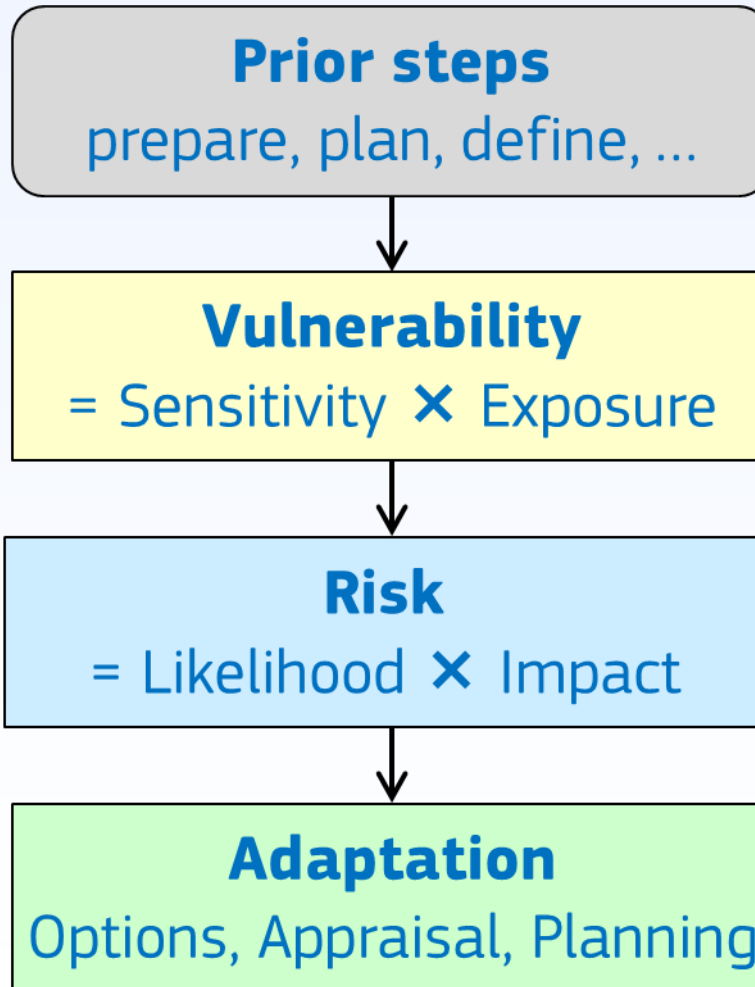 Prior steps
prepare, plan, define, ...
Vulnerability
= Sensitivity × Exposure
Risk
= Likelihood × Impact
Adaptation
Options, Appraisal, Planning